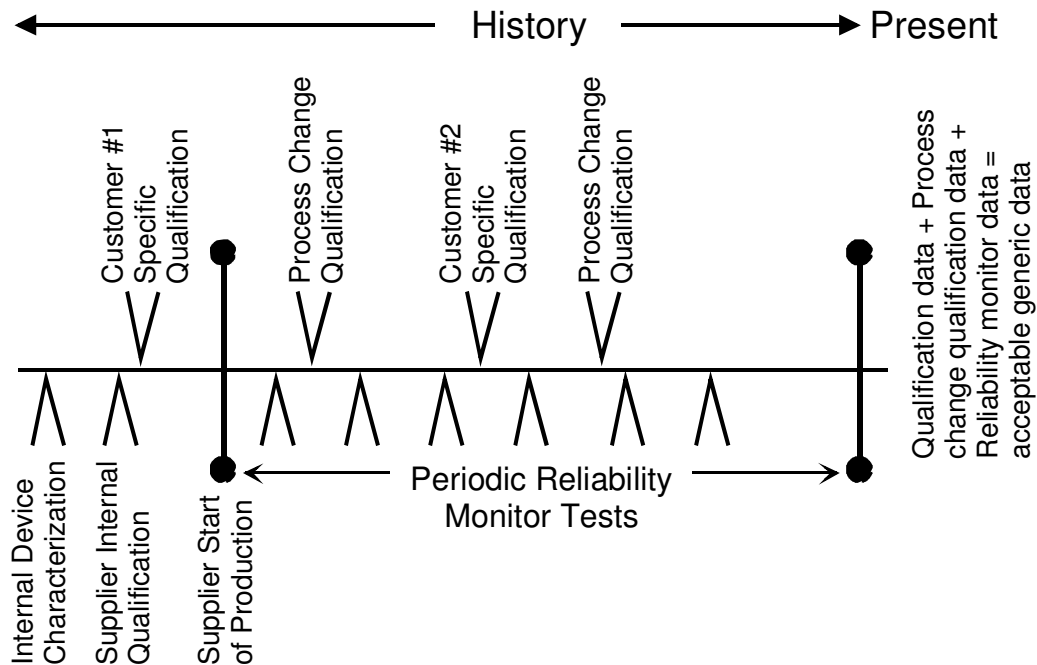 History
Present
Customer #1
Specific
Qualification
Process Change
Qualification
Customer #2
Specific
Qualification
Process Change
Qualification
Qualification data + Process
change qualification data +
Reliability monitor data =
acceptable generic data
Internal Device
Characterization
Supplier Internal
Qualification
Supplier Start
of Production
Periodic Reliability
Monitor Tests